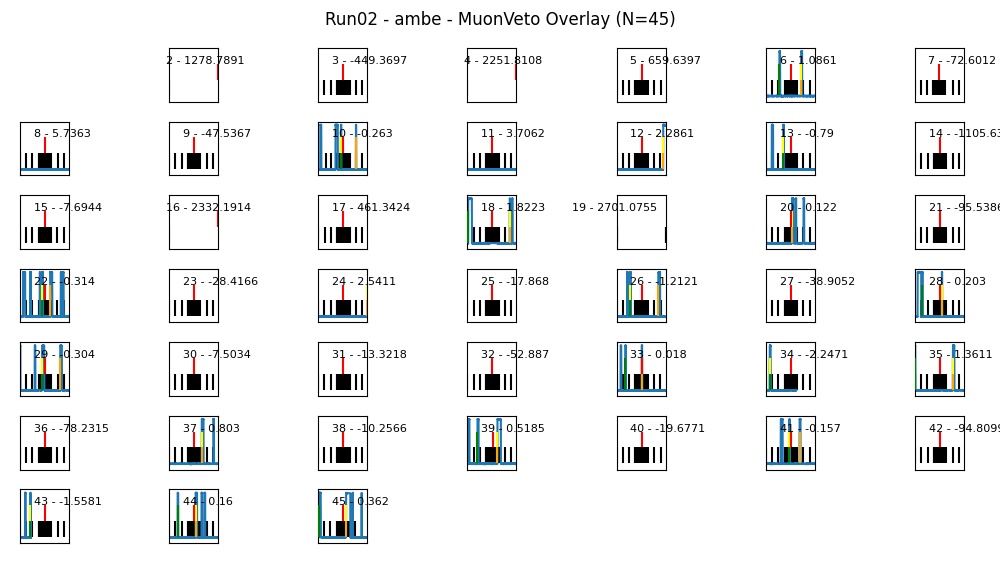 Run02 - ambe - MuonVeto Overlay (N=45)
2 - 1278.7891
3 - -449.3697
4 - 2251.8108
5 - 659.6397
6 - 1.0861
7 - -72.6012
8 - 5.7363
9 - -47.5367
10 - -0.263
11 - 3.7062
12 - 2.2861
13 - -0.79
14 - -1105.63
15 - -7.6944
16 - 2332.1914
17 - 461.3424
18 - 1.8223
19 - 2701.0755
20 - 0.122
21 - -95.5386
22 - -0.314
23 - -28.4166
24 - 2.5411
25 - -17.868
26 - -1.2121
27 - -38.9052
28 - 0.203
29 - -0.304
30 - -7.5034
31 - -13.3218
32 - -52.887
33 - 0.018
34 - -2.2471
35 - 1.3611
36 - -78.2315
37 - 0.803
38 - -10.2566
39 - 0.5185
40 - -19.6771
41 - -0.157
42 - -94.8099
43 - -1.5581
44 - 0.16
45 - 0.362